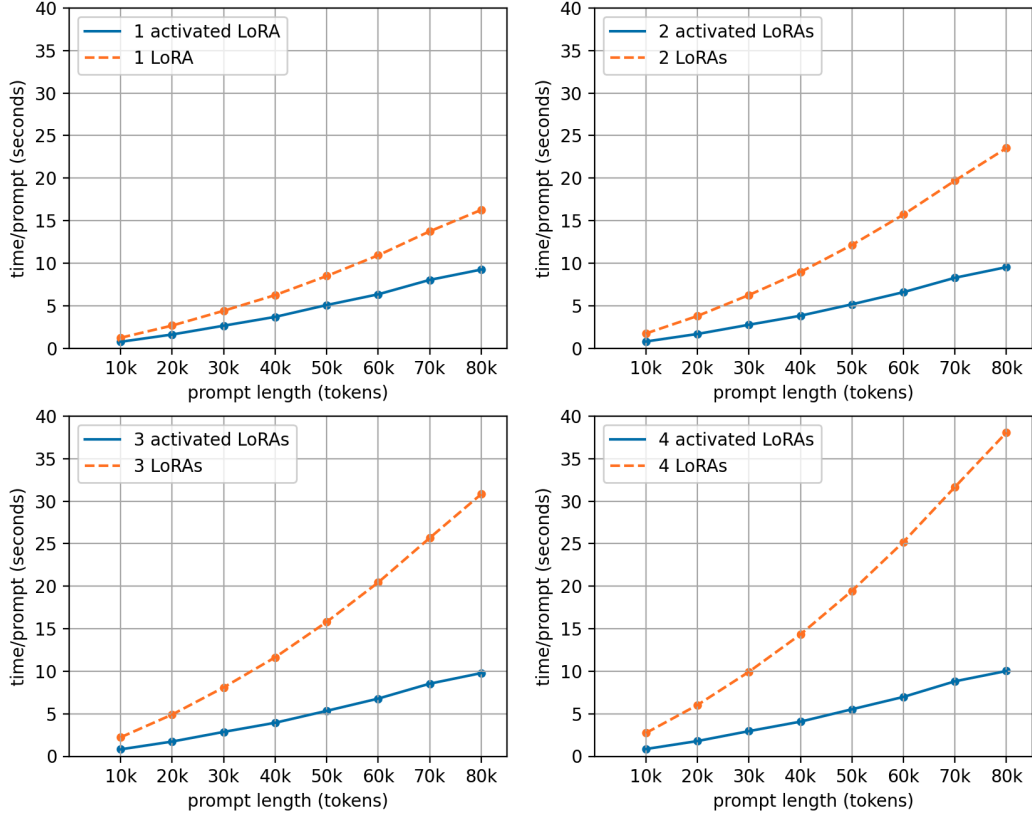 40
35
30
25
20
15
10
5
0
time/prompt (seconds)
1 activated LoRA
1 LoRA
10k 20k 30k 40k 50k 60k 70k 80k
prompt length (tokens)
40
35
30
25
20
15
10
5
0
time/prompt (seconds)
2 activated LoRAs
2 LoRAs
10k 20k 30k 40k 50k 60k 70k 80k
prompt length (tokens)
40
35
30
25
20
15
10
5
0
time/prompt (seconds)
3 activated LoRAs
3 LoRAs
10k 20k 30k 40k 50k 60k 70k 80k
prompt length (tokens)
40
35
30
25
20
15
10
5
0
time/prompt (seconds)
4 activated LoRAs
4 LoRAs
10k 20k 30k 40k 50k 60k 70k 80k
prompt length (tokens)